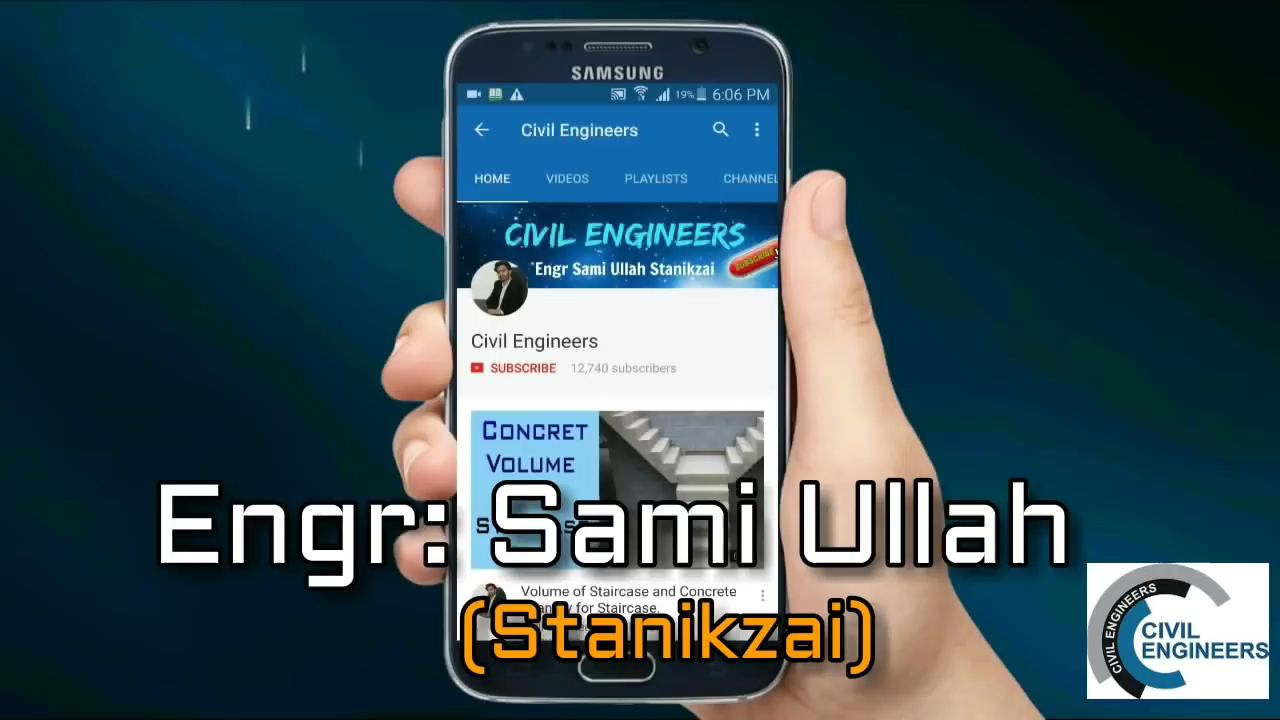 SAMSUNG
19% 6:06 PM
Civil Engineers
HOME VIDEOS PLAYLISTS CHANNEL
CIVIL ENGINEERS
Engr Sami Ullah Stanikzai
SUBSCRIBE
Civil Engineers
SUBSCRIBE 12,740 subscribers
CONCRET
VOLUME
Engr: Sami Ullah
Volume of Staircase and Concrete
for Staircase.
(Stanikzai)
CIVIL ENGINEERS
CIVIL
ENGINEERS